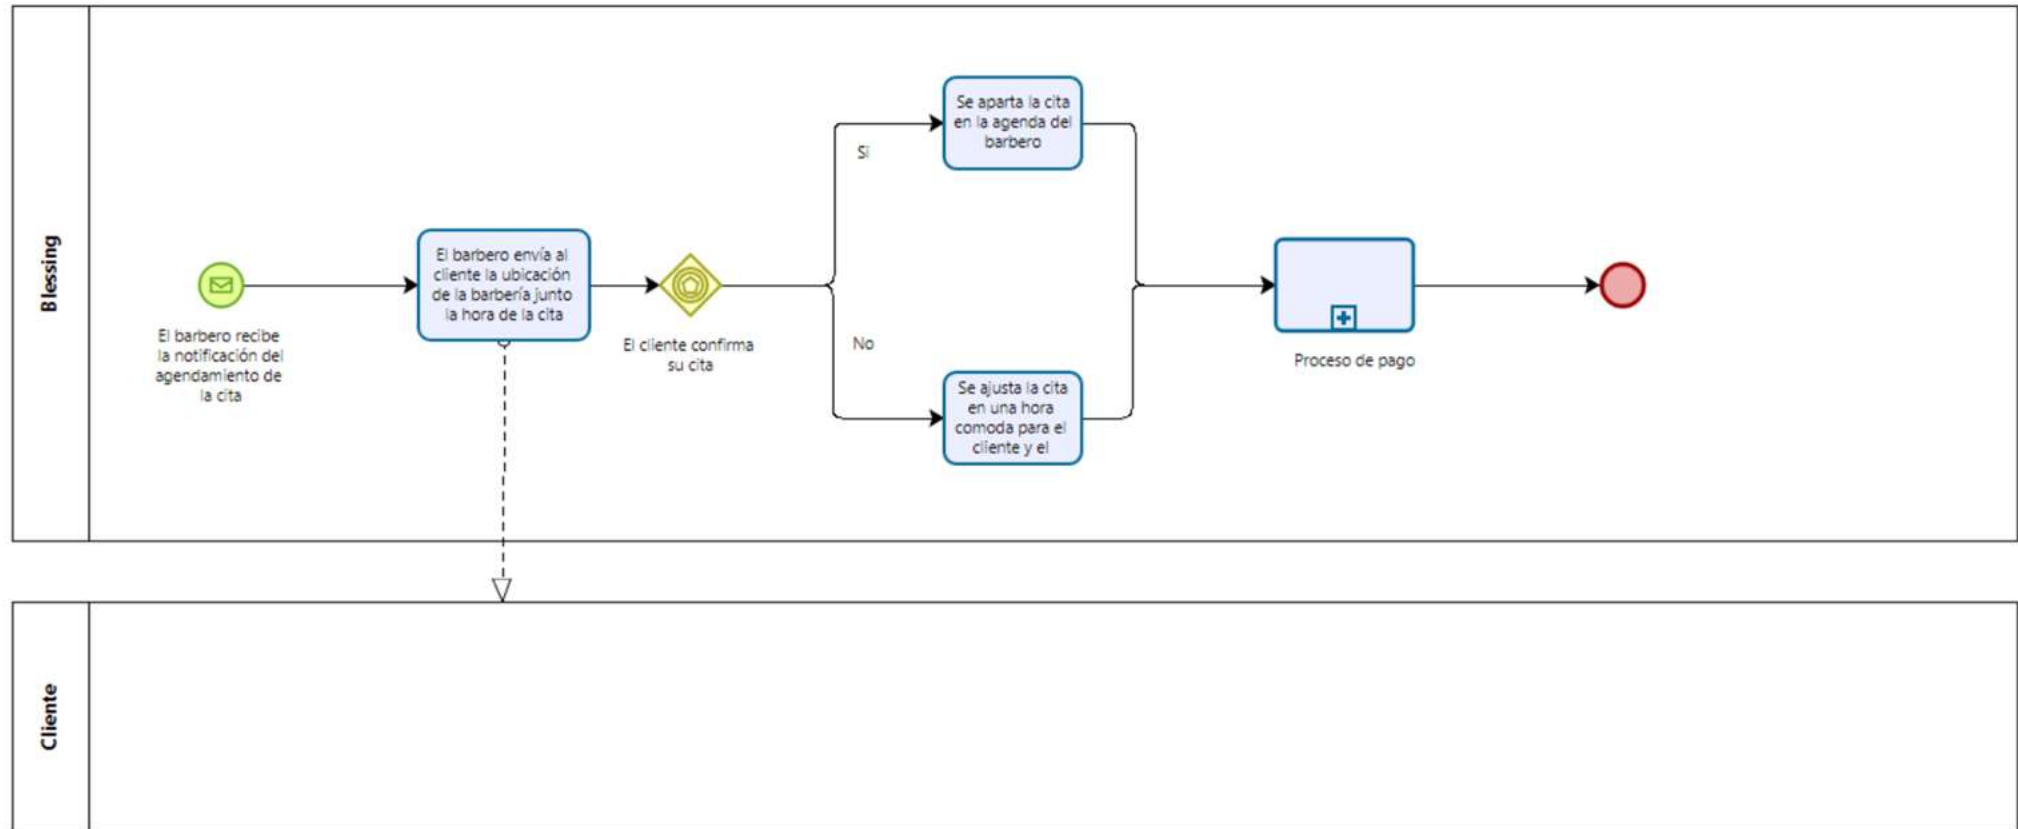 Blessing
El barbero recibe
la notificación del
agendamiento de
la cita
El barbero envía al
cliente la ubicación
de la barbería junto
la hora de la cita
El cliente confirma
su cita
Si
No
Se aparta la cita
en la agenda del
barbero
Se ajusta la cita
en una hora
comoda para el
cliente y el
Proceso de pago
Cliente